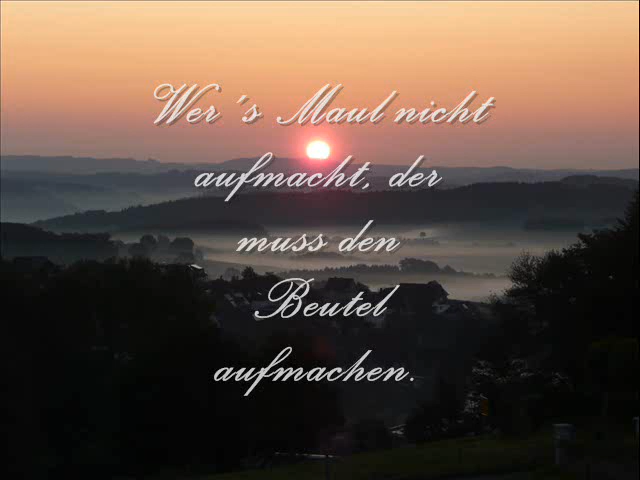 Wer´s Maul nicht
aufmacht, der
muss den
Beutel
aufmachen.